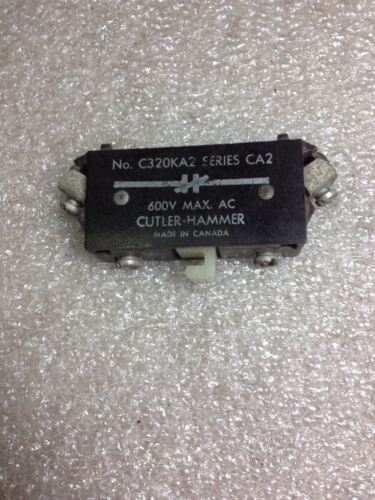 No. C320KA2 SERIES CA2
600V MAX. AC
CUTLER-HAMMER
MADE IN CANADA